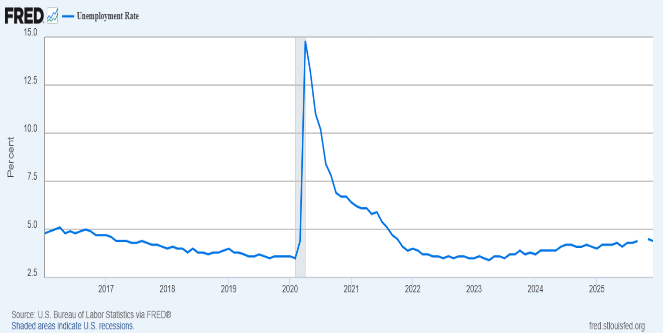 FRED
Unemployment Rate
15.0
12.5
10.0
7.5
5.0
2.5
Percent
2017 2018 2019 2020 2021 2022 2023 2024 2025
Source: U.S. Bureau of Labor Statistics via FRED®
Shaded areas indicate U.S. recessions.
fred.stlouisfed.org